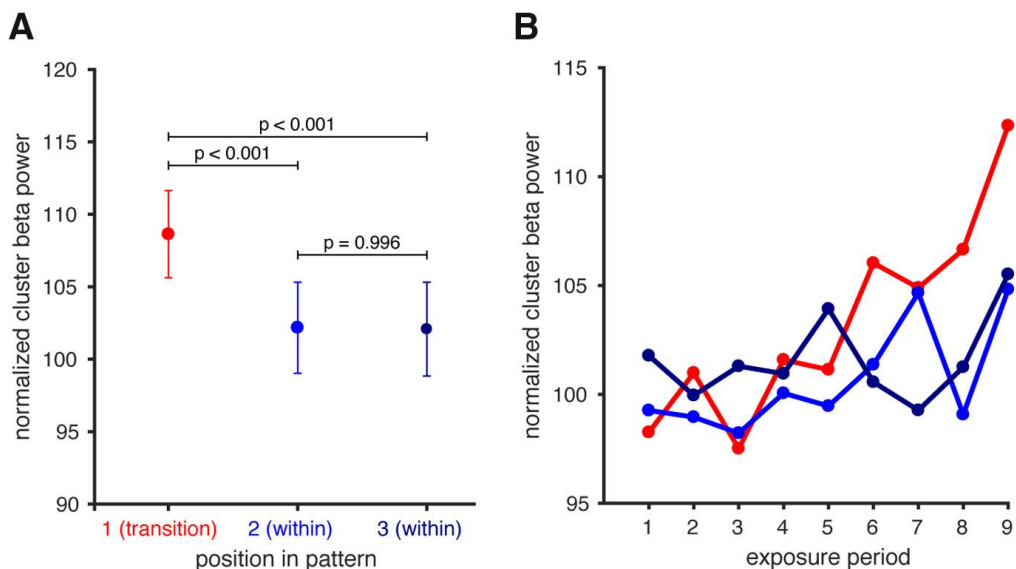 A
normalized cluster beta power
120
115
110
105
100
95
90
p < 0.001
p < 0.001
p = 0.996
1 (transition)
2 (within)
3 (within)
position in pattern
B
normalized cluster beta power
115
110
105
100
95
1 2 3 4 5 6 7 8 9
exposure period